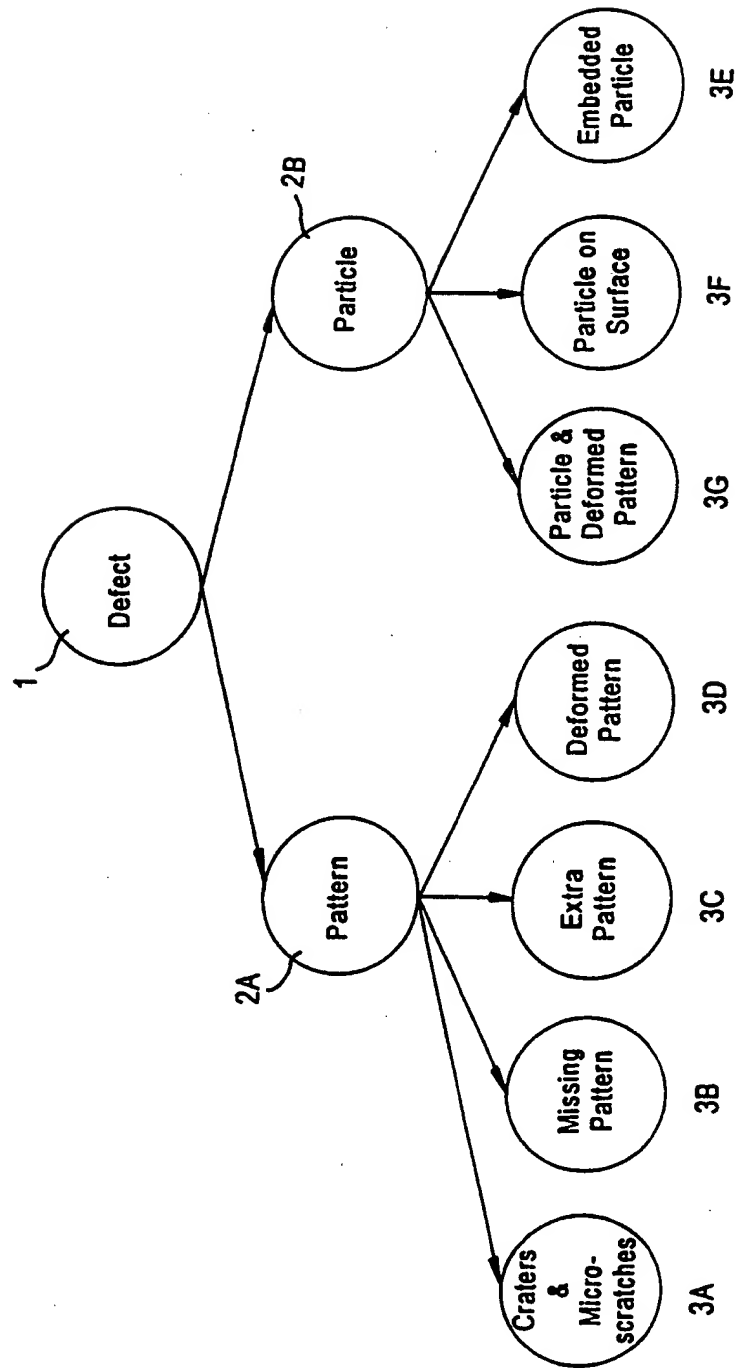 1
Defect
2A
Pattern
2B
Particle
Craters
&
Micro-
scratches
3A
Missing
Pattern
3B
Extra
Pattern
3C
Deformed
Pattern
3D
Particle &
Deformed
Pattern
3G
Particle on
Surface
3F
Embedded
Particle
3E